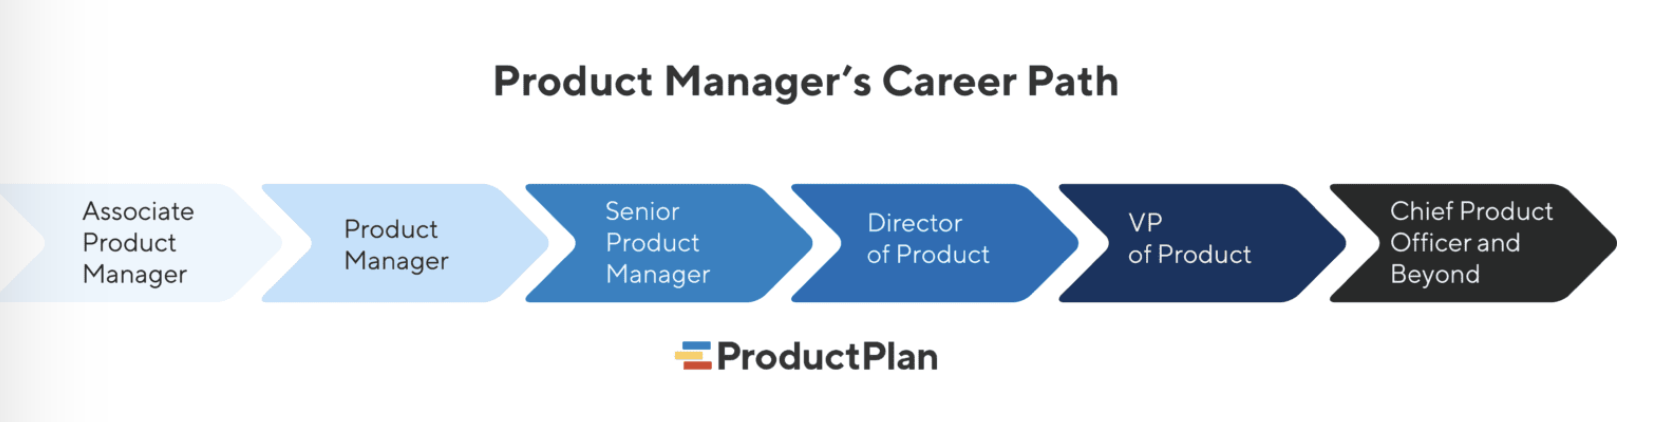 Product Manager’s Career Path
Associate
Product
Manager
Product
Manager
Senior
Product
Manager
Director
of Product
VP
of Product
Chief Product
Officer and
Beyond
ProductPlan